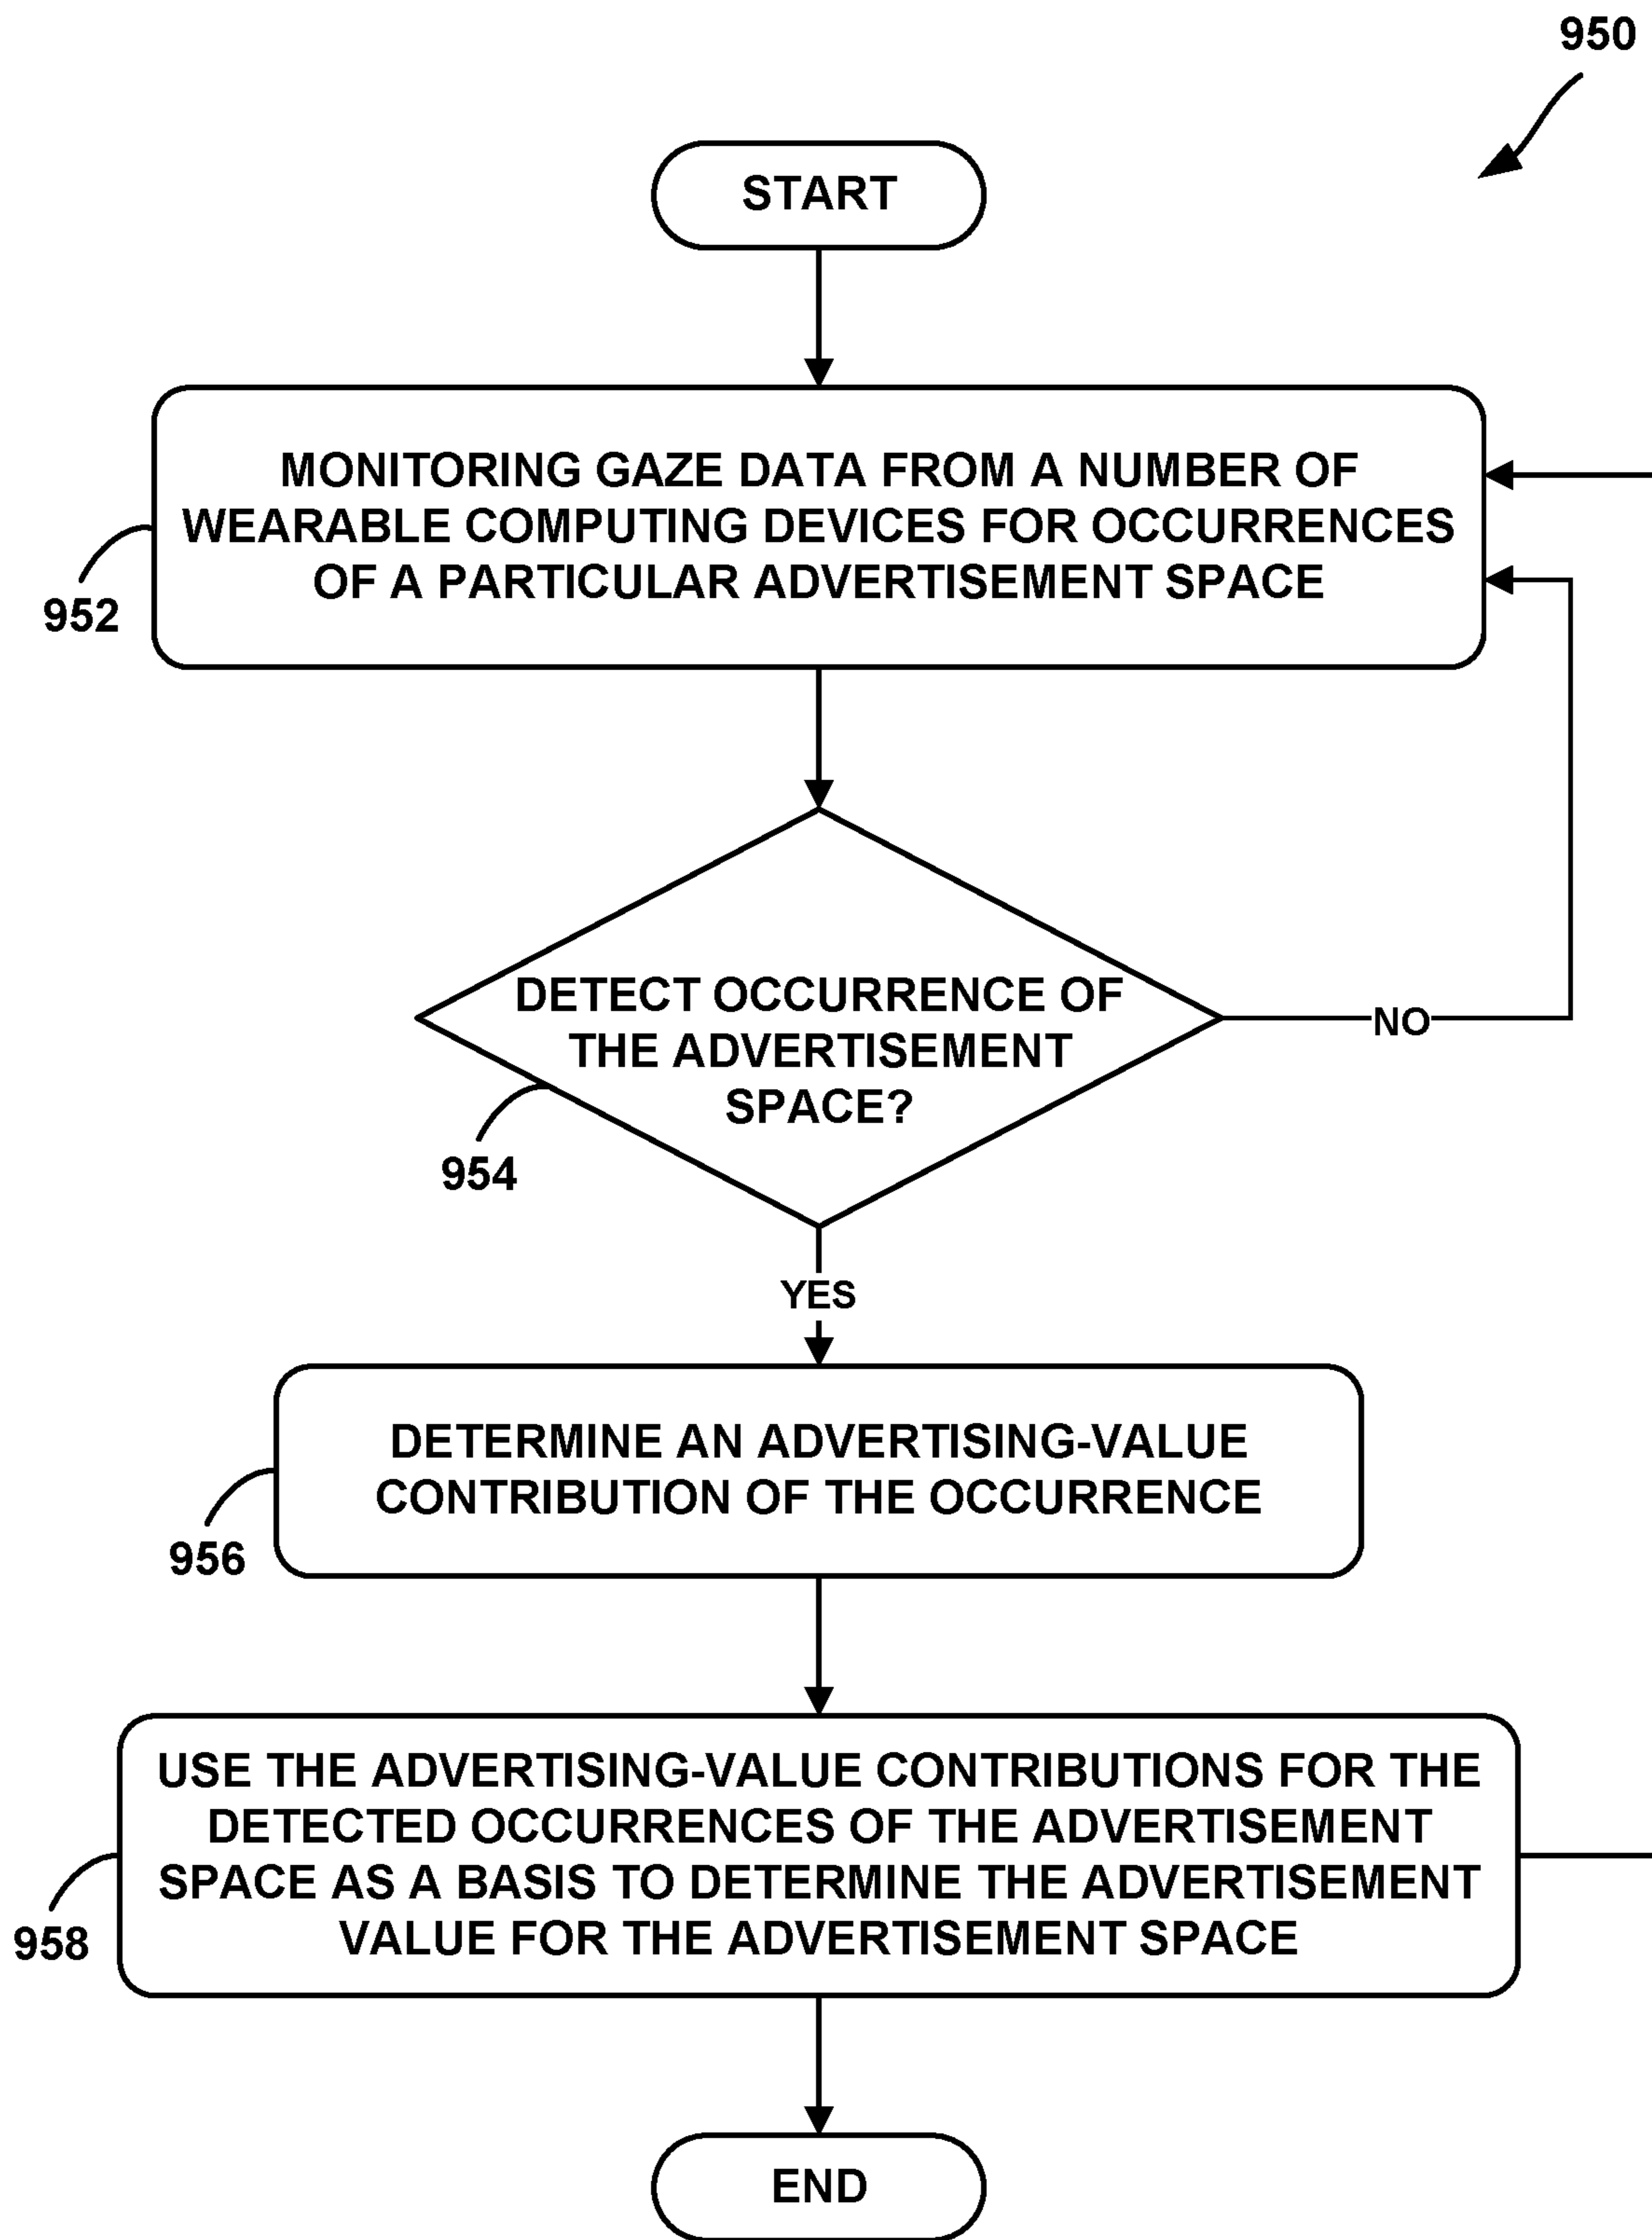 950
START
MONITORING GAZE DATA FROM A NUMBER OF
WEARABLE COMPUTING DEVICES FOR OCCURRENCES
OF A PARTICULAR ADVERTISEMENT SPACE
952
DETECT OCCURRENCE OF
THE ADVERTISEMENT
SPACE?
NO
954
YES
DETERMINE AN ADVERTISING-VALUE
CONTRIBUTION OF THE OCCURRENCE
956
USE THE ADVERTISING-VALUE CONTRIBUTIONS FOR THE
DETECTED OCCURRENCES OF THE ADVERTISEMENT
SPACE AS A BASIS TO DETERMINE THE ADVERTISEMENT
VALUE FOR THE ADVERTISEMENT SPACE
958
END